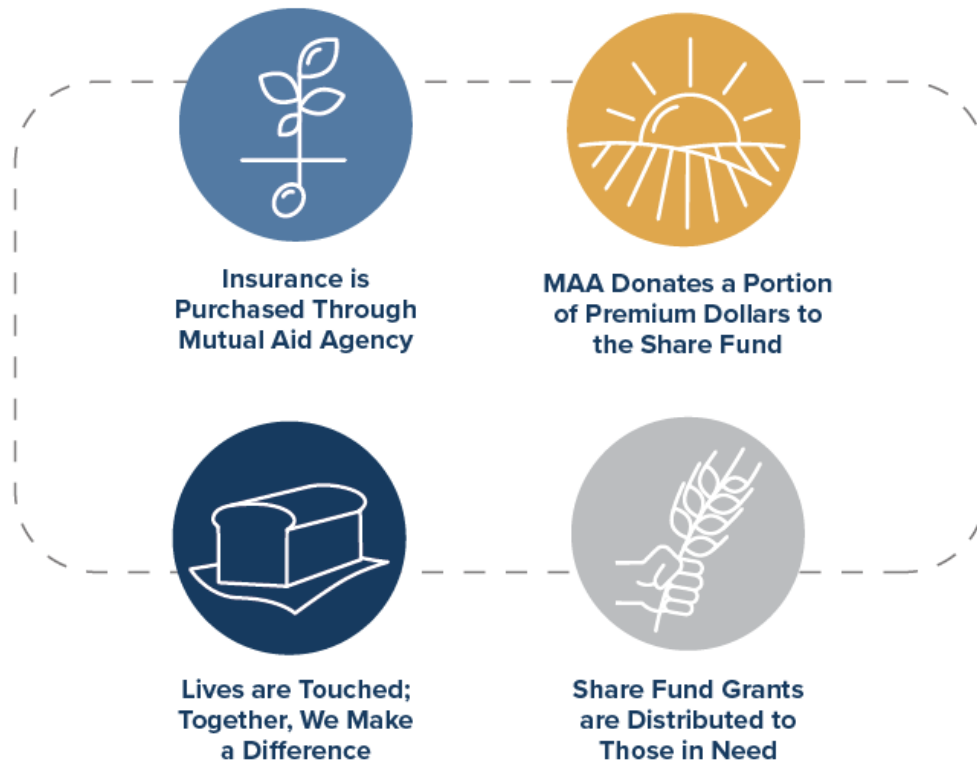 Insurance is
Purchased Through
Mutual Aid Agency
MAA Donates a Portion
of Premium Dollars to
the Share Fund
Lives are Touched;
Together, We Make
a Difference
Share Fund Grants
are Distributed to
Those in Need